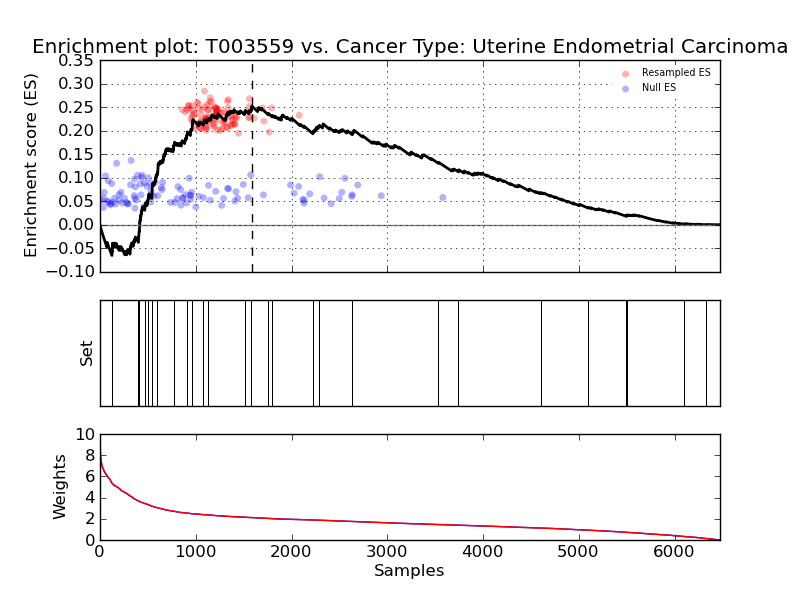 Enrichment plot: T003559 vs. Cancer Type: Uterine Endometrial Carcinoma
0.35
0.30
0.25
0.20
0.15
0.10
0.05
0.00
−0.05
−0.10
Enrichment score (ES)
Resampled ES
Null ES
Set
10
8
6
4
2
0
Weights
0 1000 2000 3000 4000 5000 6000
Samples